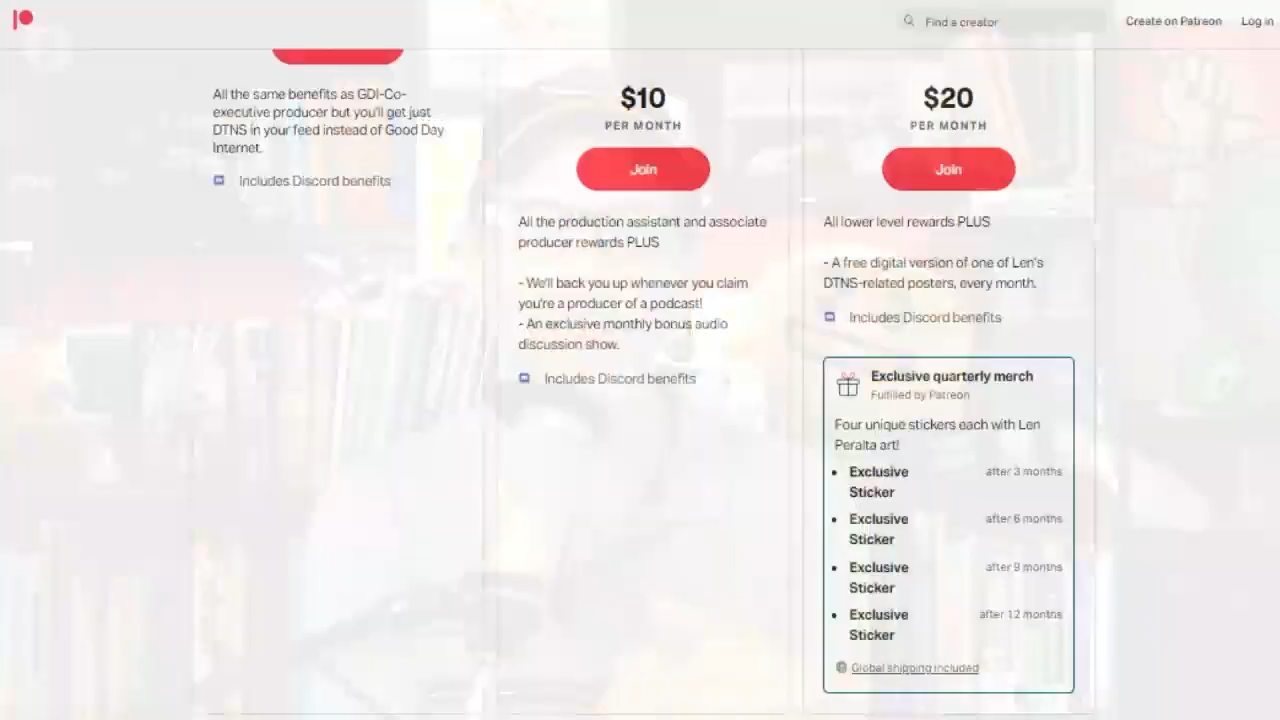 Find a creator
Create on Patreon
Log in
All the same benefits as GDI-Co-
executive producer but you'll get just
DTNS in your feed instead of Good Day
Internet.
Includes Discord benefits
$10
PER MONTH
Join
All the production assistant and associate
producer rewards PLUS
- We'll back you up whenever you claim
you're a producer of a podcast!
- An exclusive monthly bonus audio
discussion show.
Includes Discord benefits
$20
PER MONTH
Join
All lower level rewards PLUS
- A free digital version of one of Len's
DTNS-related posters, every month.
Includes Discord benefits
Exclusive quarterly merch
Fulfilled by Patreon
Four unique stickers each with Len
Peralta art!
• Exclusive after 3 months
Sticker
• Exclusive after 6 months
Sticker
• Exclusive after 9 months
Sticker
• Exclusive after 12 months
Sticker
Global shipping included